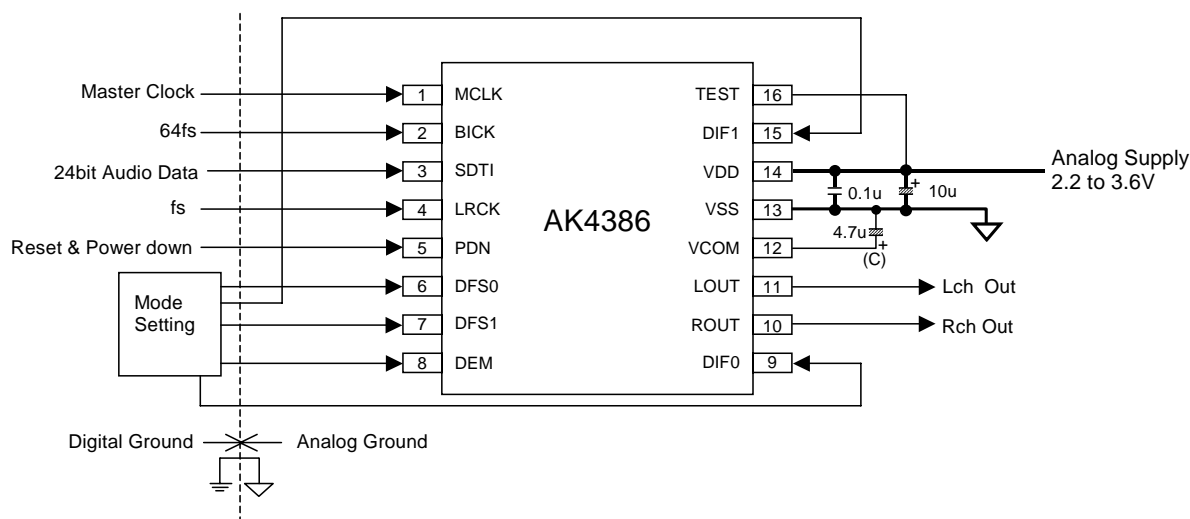 Master Clock
64fs
24bit Audio Data
fs
Reset & Power down
Mode
Setting
1 MCLK
2 BICK
3 SDTI
4 LRCK
5 PDN
6 DFS0
7 DFS1
8 DEM
AK4386
TEST 16
DIF1 15
VDD 14
VSS 13
VCOM 12
LOUT 11
ROUT 10
DIF0 9
0.1u
+ 10u
4.7u
+
(C)
Analog Supply
2.2 to 3.6V
Lch Out
Rch Out
Digital Ground
Analog Ground